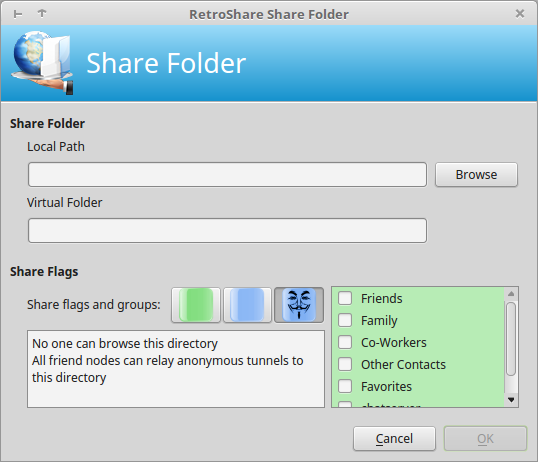 RetroShare Share Folder
Share Folder
Share Folder
Local Path
Browse
Virtual Folder
Share Flags
Share flags and groups:
No one can browse this directory
All friend nodes can relay anonymous tunnels to
this directory
Friends
Family
Co-Workers
Other Contacts
Favorites
Cancel
OK